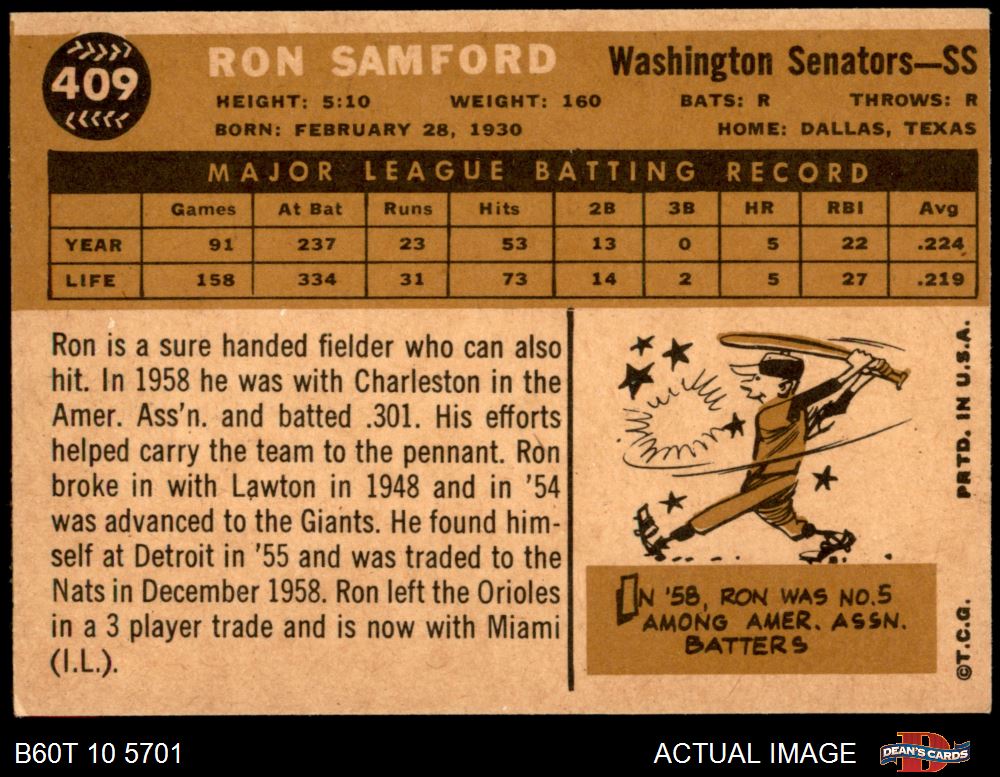 409
RON SAMFORD
Washington Senators—SS
HEIGHT: 5:10 WEIGHT: 160 BATS: R THROWS: R
BORN: FEBRUARY 28, 1930 HOME: DALLAS, TEXAS
MAJOR LEAGUE BATTING RECORD
Games At Bat Runs Hits 2B 3B HR RBI Avg
YEAR 91 237 23 53 13 0 5 22 .224
LIFE 158 334 31 73 14 2 5 27 .219
Ron is a sure handed fielder who can also
hit. In 1958 he was with Charleston in the
Amer. Ass'n. and batted .301. His efforts
helped carry the team to the pennant. Ron
broke in with Lawton in 1948 and in '54
was advanced to the Giants. He found him-
self at Detroit in '55 and was traded to the
Nats in December 1958. Ron left the Orioles
in a 3 player trade and is now with Miami
(I.L.).
IN '58, RON WAS NO.5
AMONG AMER. ASSN.
BATTERS
PRTD. IN U.S.A.
©T.C.G.
B60T 10 5701
ACTUAL IMAGE
D
DEAN'S CARDS